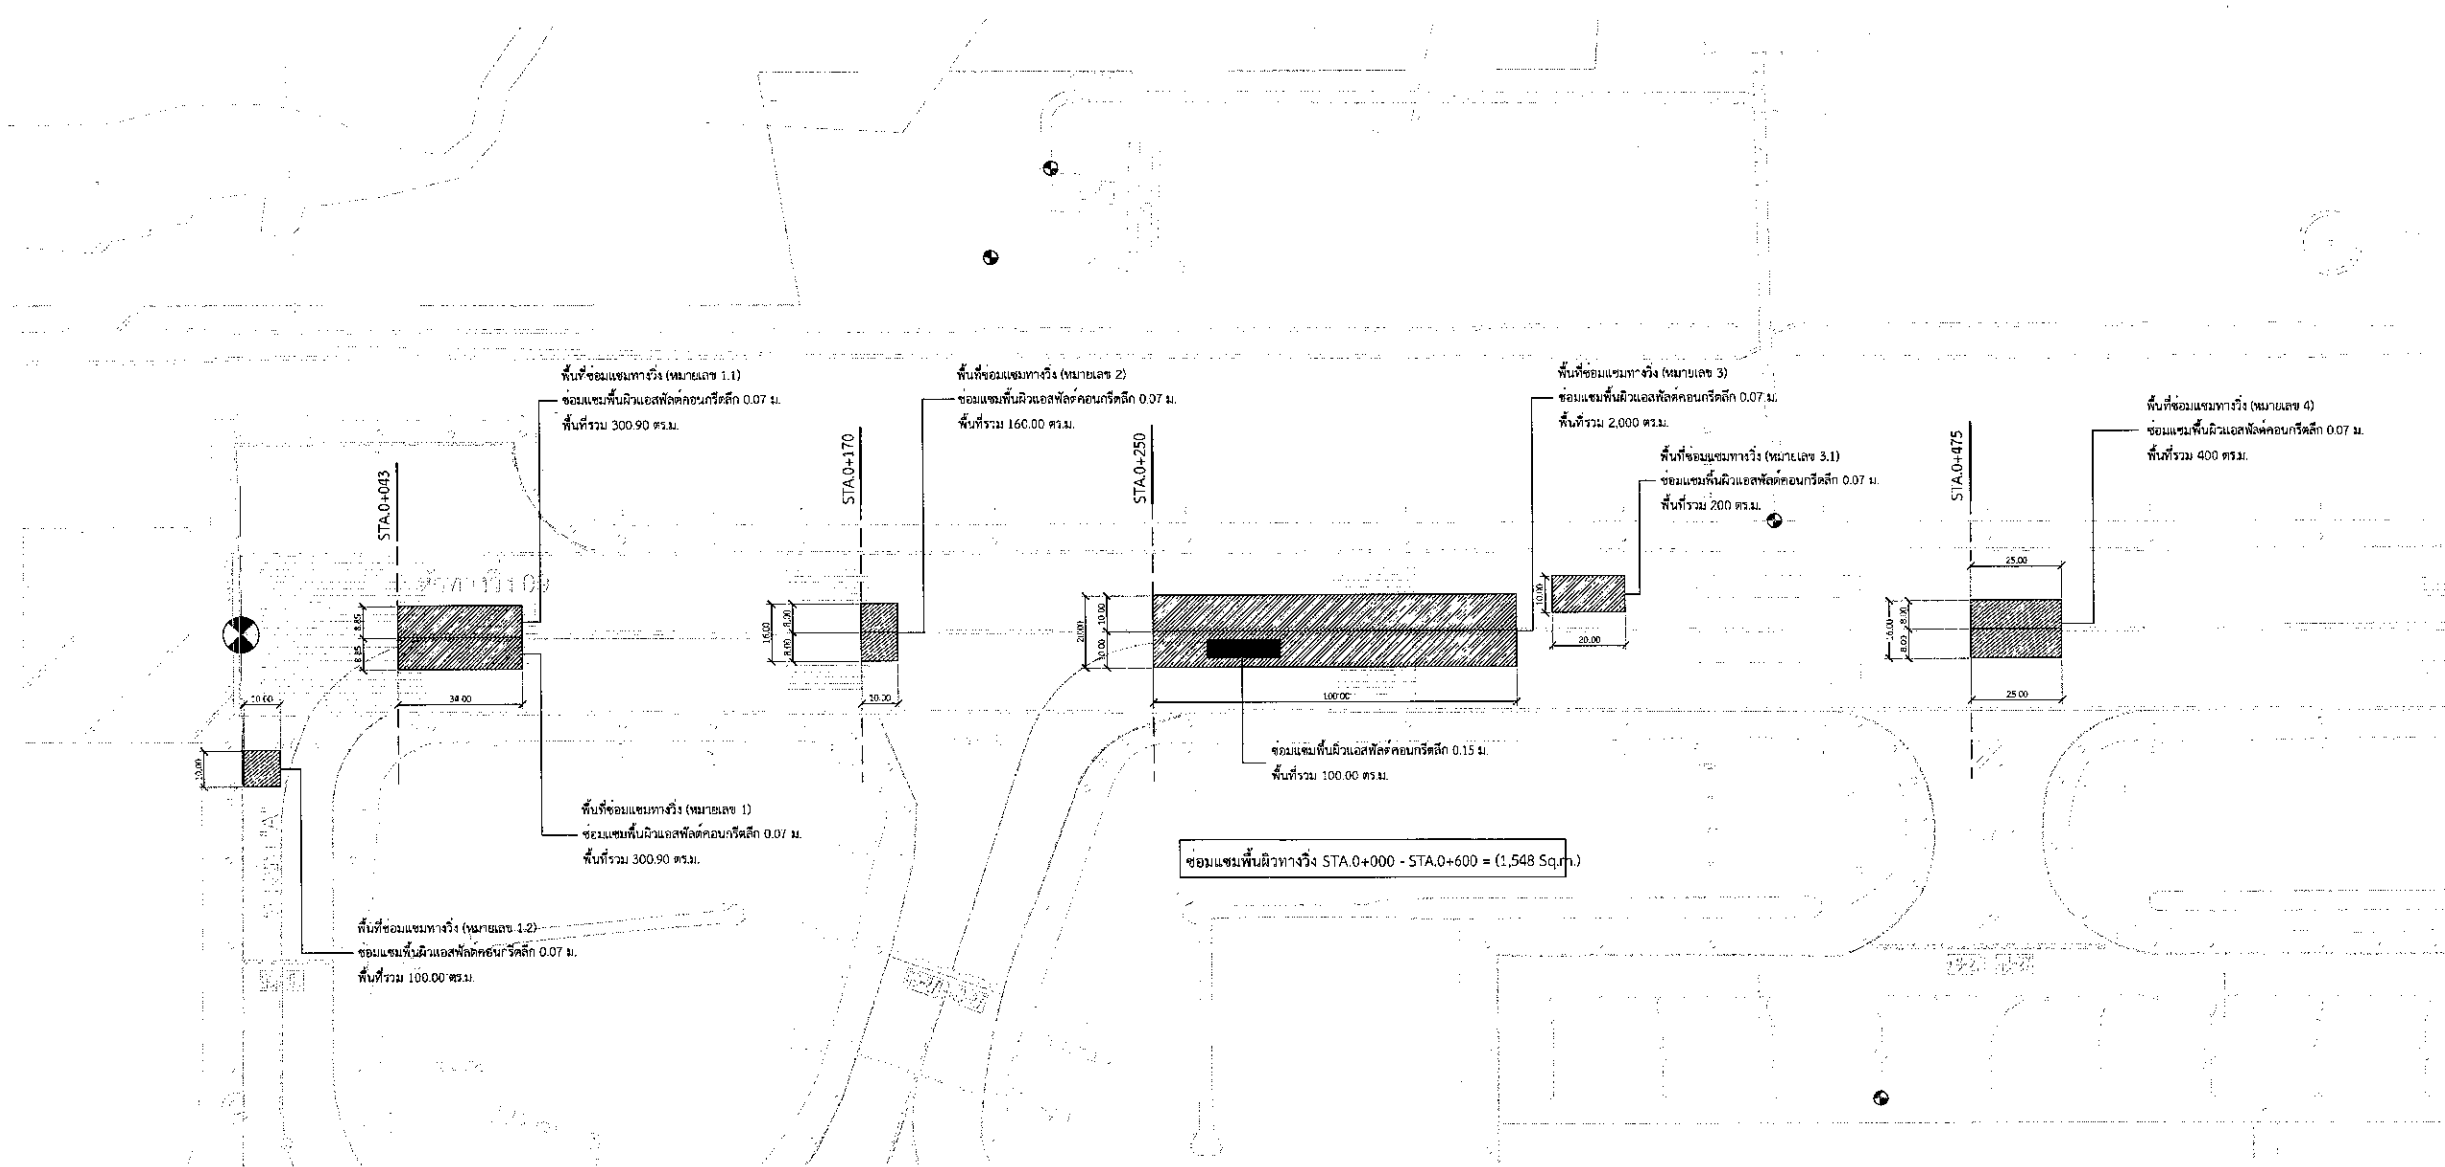 พื้นที่ซ่อมแซมทางวิ่ง (หมายเลข 1.1)
ซ่อมแซมพื้นผิวแอสฟัลต์คอนกรีตลึก 0.07 ม.
พื้นที่รวม 300.90 ตร.ม.
พื้นที่ซ่อมแซมทางวิ่ง (หมายเลข 2)
ซ่อมแซมพื้นผิวแอสฟัลต์คอนกรีตลึก 0.07 ม.
พื้นที่รวม 160.00 ตร.ม.
พื้นที่ซ่อมแซมทางวิ่ง (หมายเลข 3)
ซ่อมแซมพื้นผิวแอสฟัลต์คอนกรีตลึก 0.07 ม.
พื้นที่รวม 2,000 ตร.ม.
พื้นที่ซ่อมแซมทางวิ่ง (หมายเลข 3.1)
ซ่อมแซมพื้นผิวแอสฟัลต์คอนกรีตลึก 0.07 ม.
พื้นที่รวม 200 ตร.ม.
พื้นที่ซ่อมแซมทางวิ่ง (หมายเลข 4)
ซ่อมแซมพื้นผิวแอสฟัลต์คอนกรีตลึก 0.07 ม.
พื้นที่รวม 400 ตร.ม.
STA.0+043
STA.0+170
STA.0+250
STA.0+475
8.85
8.85
34.00
10.00
10.00
16.00
8.00
8.00
10.00
20.00
10.00
10.00
100.00
10.00
20.00
25.00
16.00
8.00
8.00
25.00
ซ่อมแซมพื้นผิวแอสฟัลต์คอนกรีตลึก 0.15 ม.
พื้นที่รวม 100.00 ตร.ม.
พื้นที่ซ่อมแซมทางวิ่ง (หมายเลข 1)
ซ่อมแซมพื้นผิวแอสฟัลต์คอนกรีตลึก 0.07 ม.
พื้นที่รวม 300.90 ตร.ม.
ซ่อมแซมพื้นผิวทางวิ่ง STA.0+000 - STA.0+600 = (1,548 Sq.m.)
พื้นที่ซ่อมแซมทางวิ่ง (หมายเลข 1.2)
ซ่อมแซมพื้นผิวแอสฟัลต์คอนกรีตลึก 0.07 ม.
พื้นที่รวม 100.00 ตร.ม.